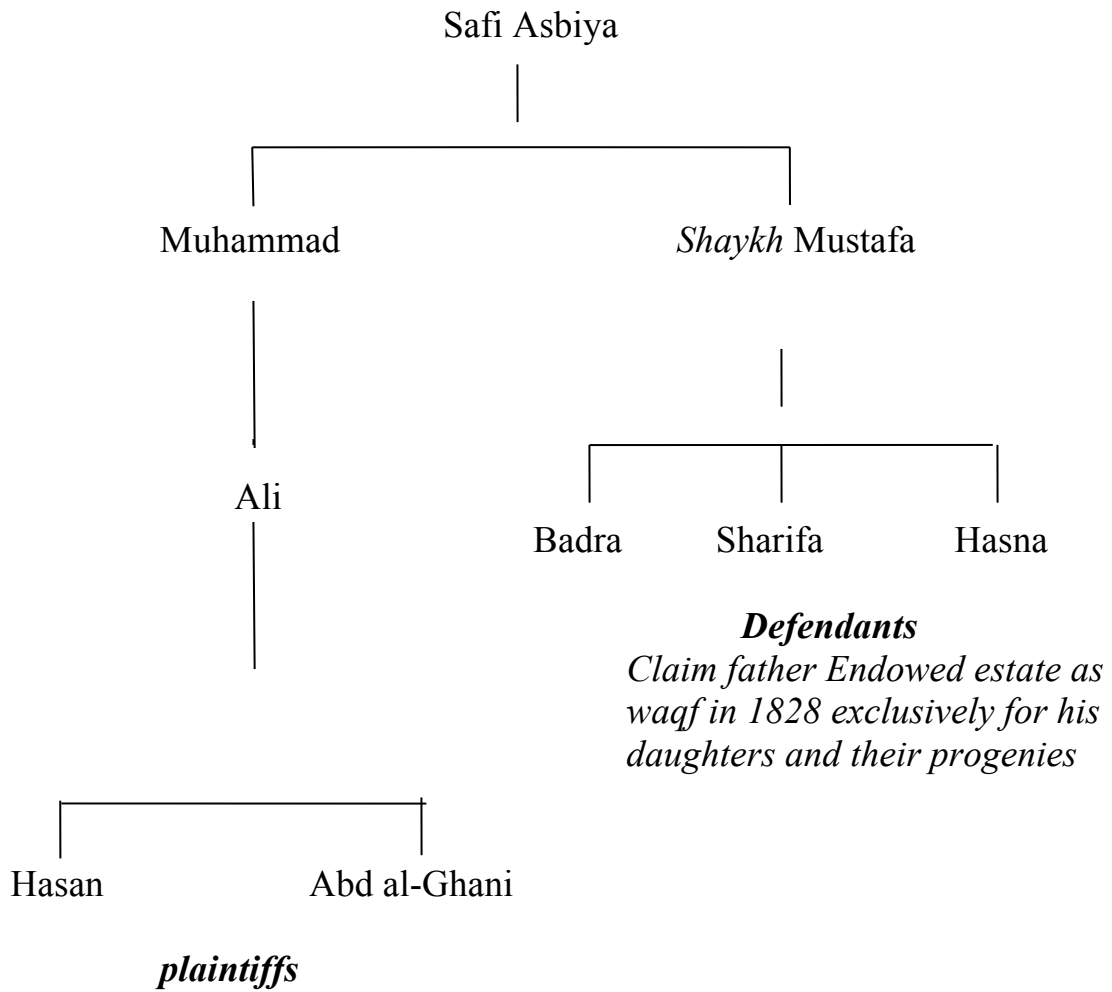 Safi Asbiya
Muhammad
Shaykh Mustafa
Ali
Badra
Sharifa
Hasna
Defendants
Claim father Endowed estate as
waqf in 1828 exclusively for his
daughters and their progenies
Hasan
Abd al-Ghani
plaintiffs